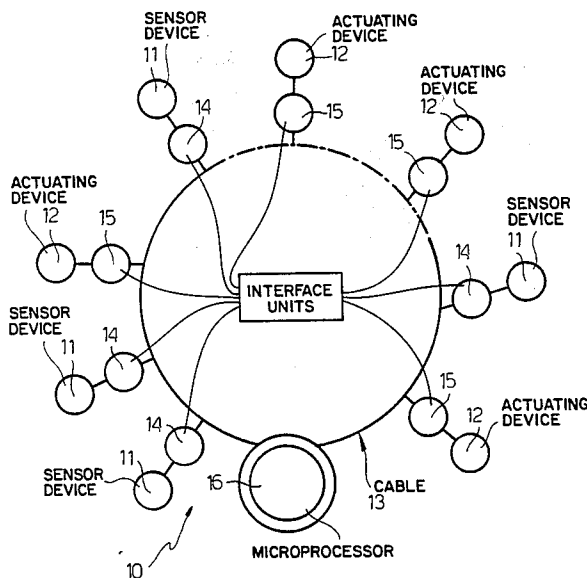 SENSOR
DEVICE
11
14
ACTUATING
DEVICE
12
15
ACTUATING
DEVICE
12
15
ACTUATING
DEVICE
12
15
SENSOR
DEVICE
11
14
INTERFACE
UNITS
SENSOR
DEVICE
11
14
15
12
ACTUATING
DEVICE
14
11
SENSOR
DEVICE
16
CABLE
13
MICROPROCESSOR
10